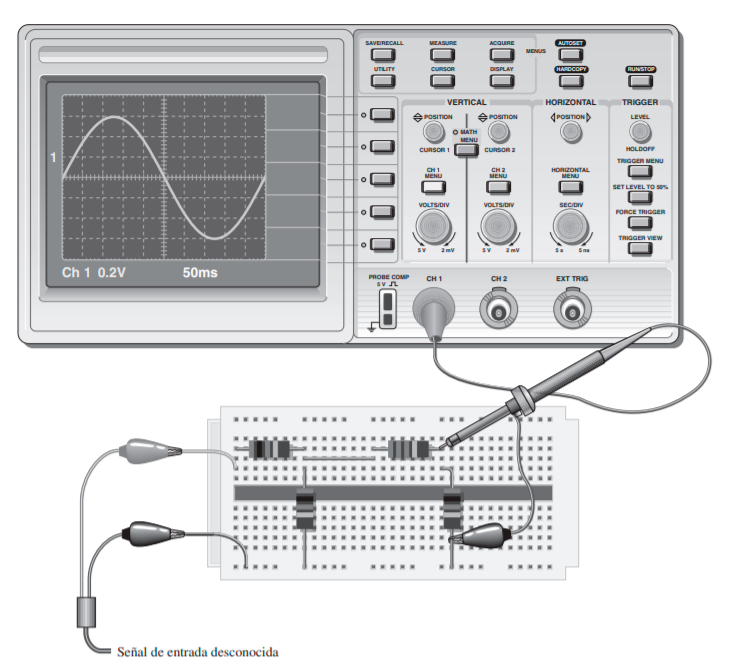 SAVE/RECALL MEASURE ACQUIRE AUTOSET
MENUS
UTILITY CURSOR DISPLAY HARDCOPY RUN/STOP
VERTICAL HORIZONTAL TRIGGER
POSITION POSITION POSITION LEVEL
MATH
MENU
CURSOR 1 CURSOR 2 HOLDOFF
TRIGGER MENU
CH 1 MENU CH 2 MENU HORIZONTAL MENU
SET LEVEL TO 50%
VOLTS/DIV VOLTS/DIV SEC/DIV
FORCE TRIGGER
TRIGGER VIEW
5 V 2 mV 5 V 2 mV 5 s 5 ns
1
Ch 1 0.2V 50ms
PROBE COMP
5 V
CH 1 CH 2 EXT TRIG
Señal de entrada desconocida